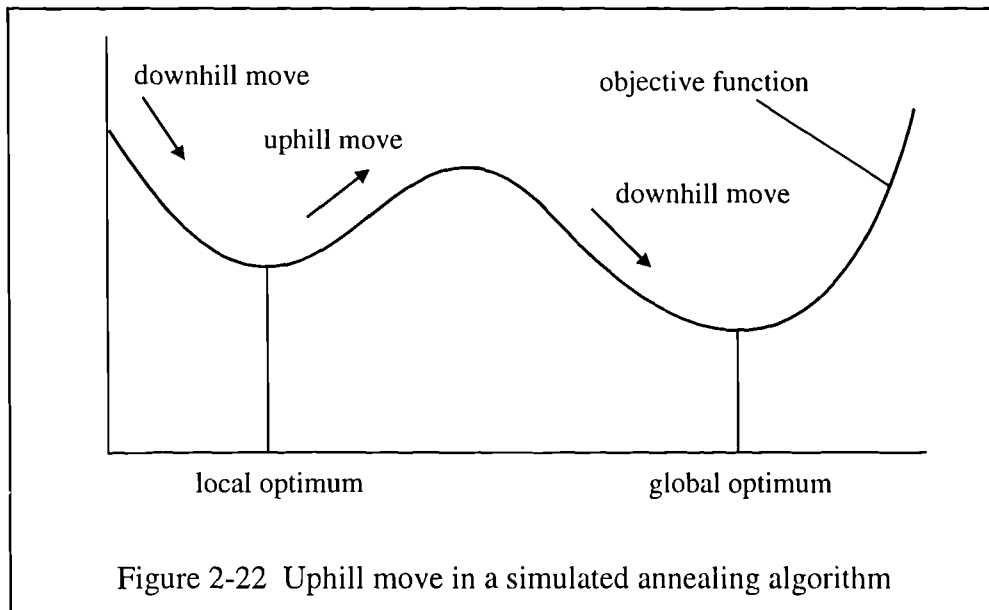 downhill move
objective function
uphill move
downhill move
local optimum
global optimum
Figure 2-22 Uphill move in a simulated annealing algorithm